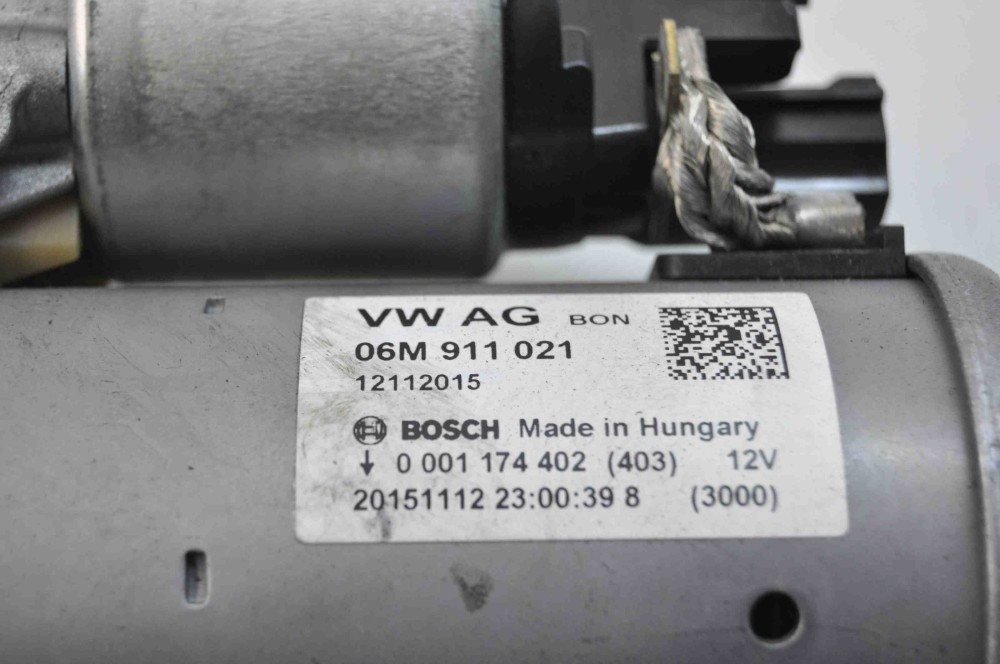 VW AG BON
06M 911 021
12112015
BOSCH Made in Hungary
0 001 174 402 (403) 12V
20151112 23:00:39 8 (3000)